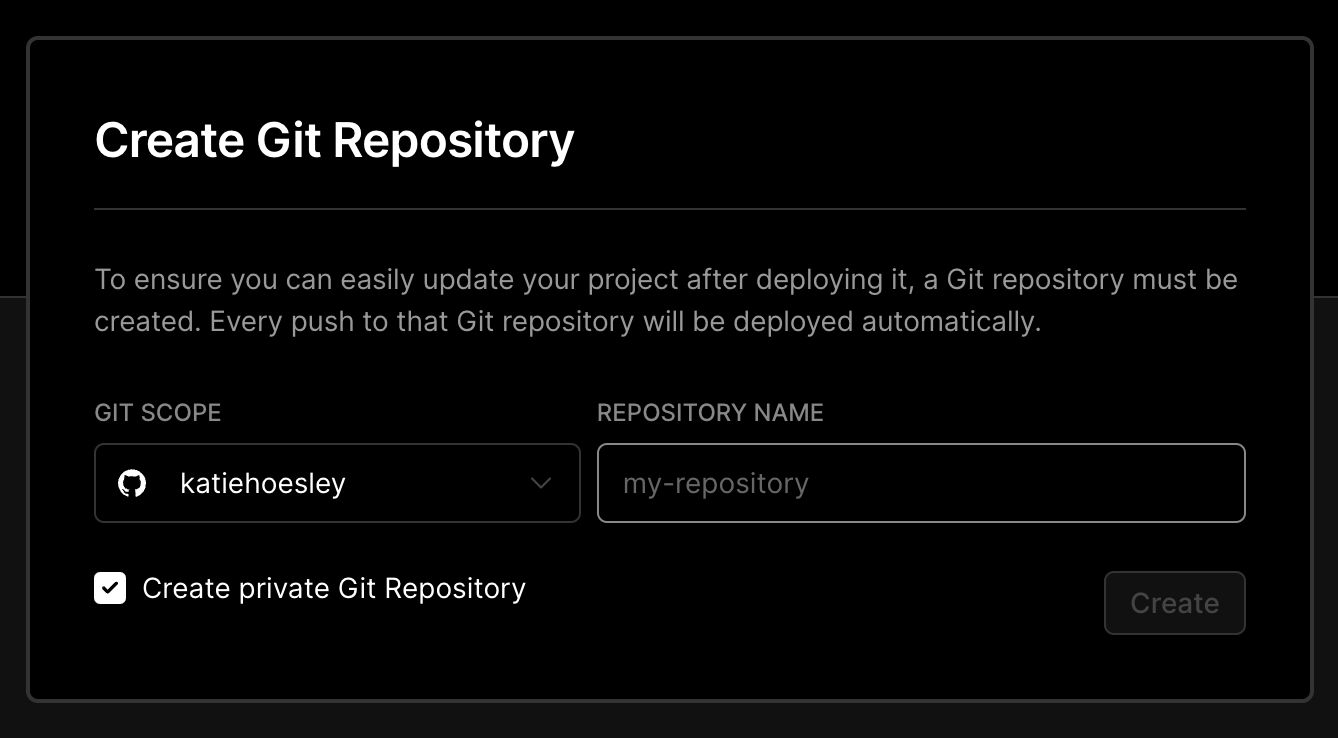 Create Git Repository
To ensure you can easily update your project after deploying it, a Git repository must be
created. Every push to that Git repository will be deployed automatically.
GIT SCOPE
REPOSITORY NAME
katiehoesley
my-repository
Create private Git Repository
Create